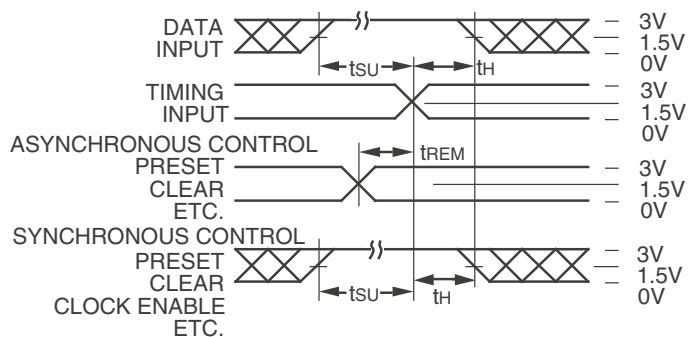 DATA
INPUT
tSU
tH
3V
1.5V
0V
TIMING
INPUT
3V
1.5V
0V
ASYNCHRONOUS CONTROL
PRESET
CLEAR
ETC.
tREM
3V
1.5V
0V
SYNCHRONOUS CONTROL
PRESET
CLEAR
CLOCK ENABLE
ETC.
tSU
tH
3V
1.5V
0V